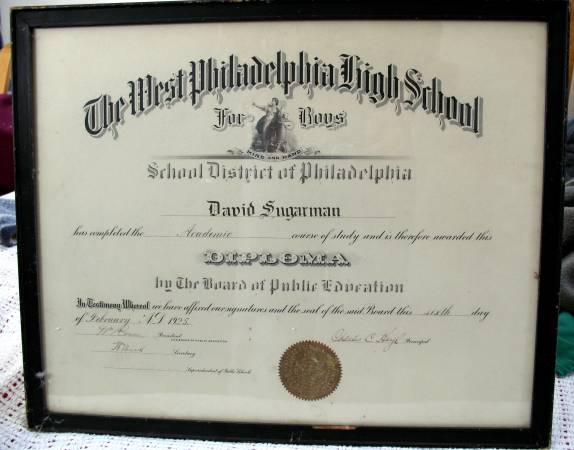 The West Philadelphia High School
For Boys
MIND AND HAND
School District of Philadelphia
David Sugarman
has completed the Academic course of study and is therefore awarded this
DIPLOMA
by The Board of Public Education
In Testimony Whereof, we have affixed our signatures and the seal of the said Board this sixth day
of February A.D. 1925
President
Charles C. Principal
Secretary
Superintendent of Public Schools